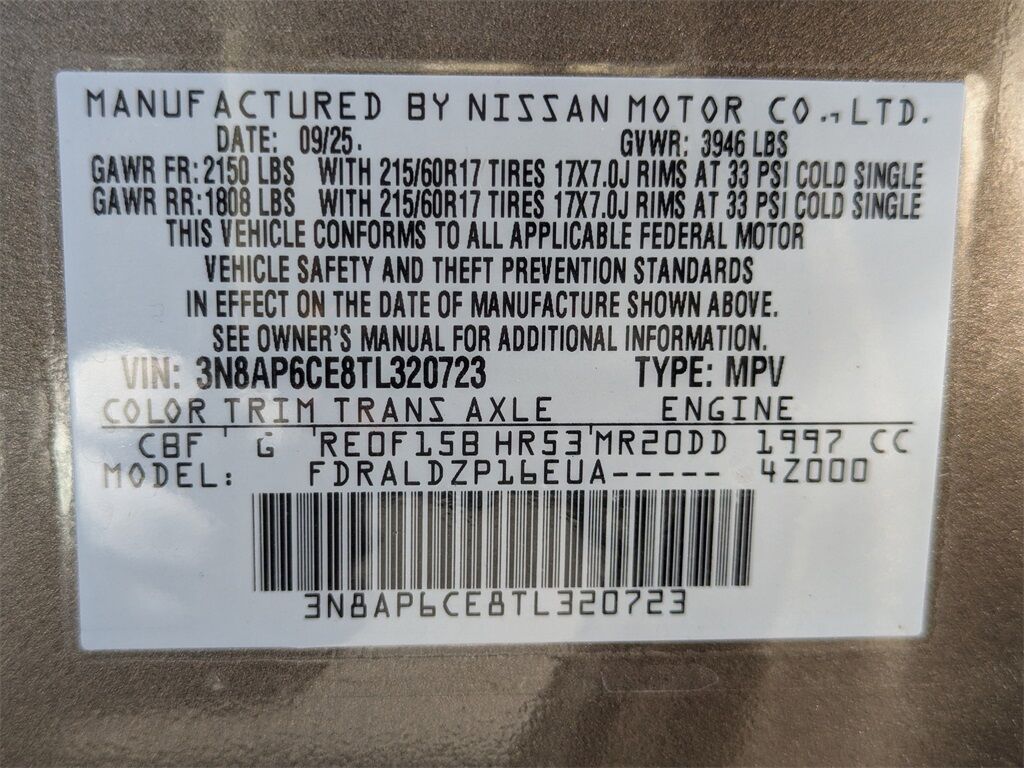 MANUFACTURED BY NISSAN MOTOR CO., LTD.
DATE: 09/25. GVWR: 3946 LBS
GAWR FR: 2150 LBS WITH 215/60R17 TIRES 17X7.0J RIMS AT 33 PSI COLD SINGLE
GAWR RR: 1808 LBS WITH 215/60R17 TIRES 17X7.0J RIMS AT 33 PSI COLD SINGLE
THIS VEHICLE CONFORMS TO ALL APPLICABLE FEDERAL MOTOR
VEHICLE SAFETY AND THEFT PREVENTION STANDARDS
IN EFFECT ON THE DATE OF MANUFACTURE SHOWN ABOVE.
SEE OWNER'S MANUAL FOR ADDITIONAL INFORMATION.
VIN: 3N8AP6CE8TL320723 TYPE: MPV
COLOR TRIM TRANS AXLE ENGINE
CBF G RE0F15B HR53 MR20DD 1997 CC
MODEL: FDRALDZP16EUA----- 4Z000
3N8AP6CE8TL320723